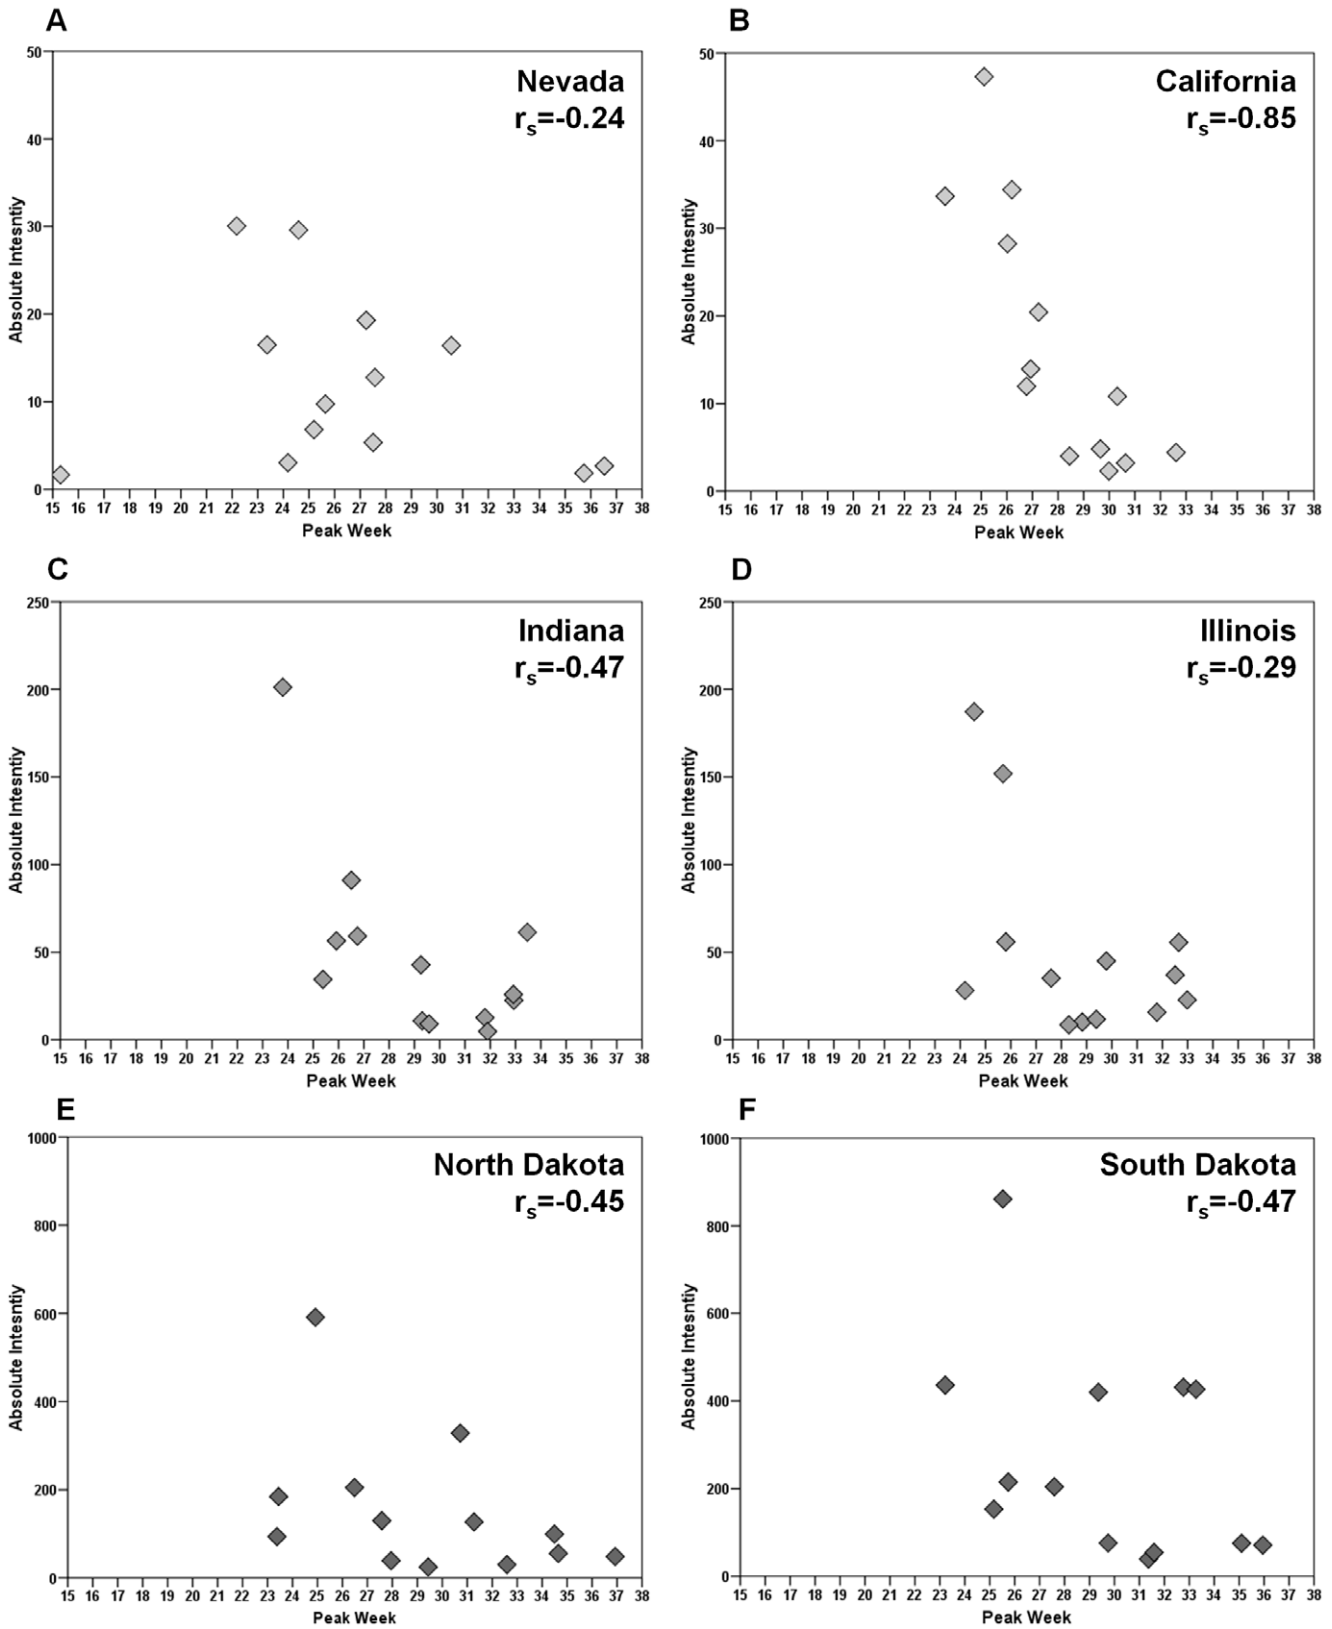 A
Nevada
rs=-0.24
50
40
30
20
10
0
Absolute Intesntiy
15 16 17 18 19 20 21 22 23 24 25 26 27 28 29 30 31 32 33 34 35 36 37 38
Peak Week
B
California
rs=-0.85
50
40
30
20
10
0
Absolute Intesntiy
15 16 17 18 19 20 21 22 23 24 25 26 27 28 29 30 31 32 33 34 35 36 37 38
Peak Week
C
Indiana
rs=-0.47
250
200
150
100
50
0
Absolute Intesntiy
15 16 17 18 19 20 21 22 23 24 25 26 27 28 29 30 31 32 33 34 35 36 37 38
Peak Week
D
Illinois
rs=-0.29
250
200
150
100
50
0
Absolute Intesntiy
15 16 17 18 19 20 21 22 23 24 25 26 27 28 29 30 31 32 33 34 35 36 37 38
Peak Week
E
North Dakota
rs=-0.45
1000
800
600
400
200
0
Absolute Intesntiy
15 16 17 18 19 20 21 22 23 24 25 26 27 28 29 30 31 32 33 34 35 36 37 38
Peak Week
F
South Dakota
rs=-0.47
1000
800
600
400
200
0
Absolute Intesntiy
15 16 17 18 19 20 21 22 23 24 25 26 27 28 29 30 31 32 33 34 35 36 37 38
Peak Week